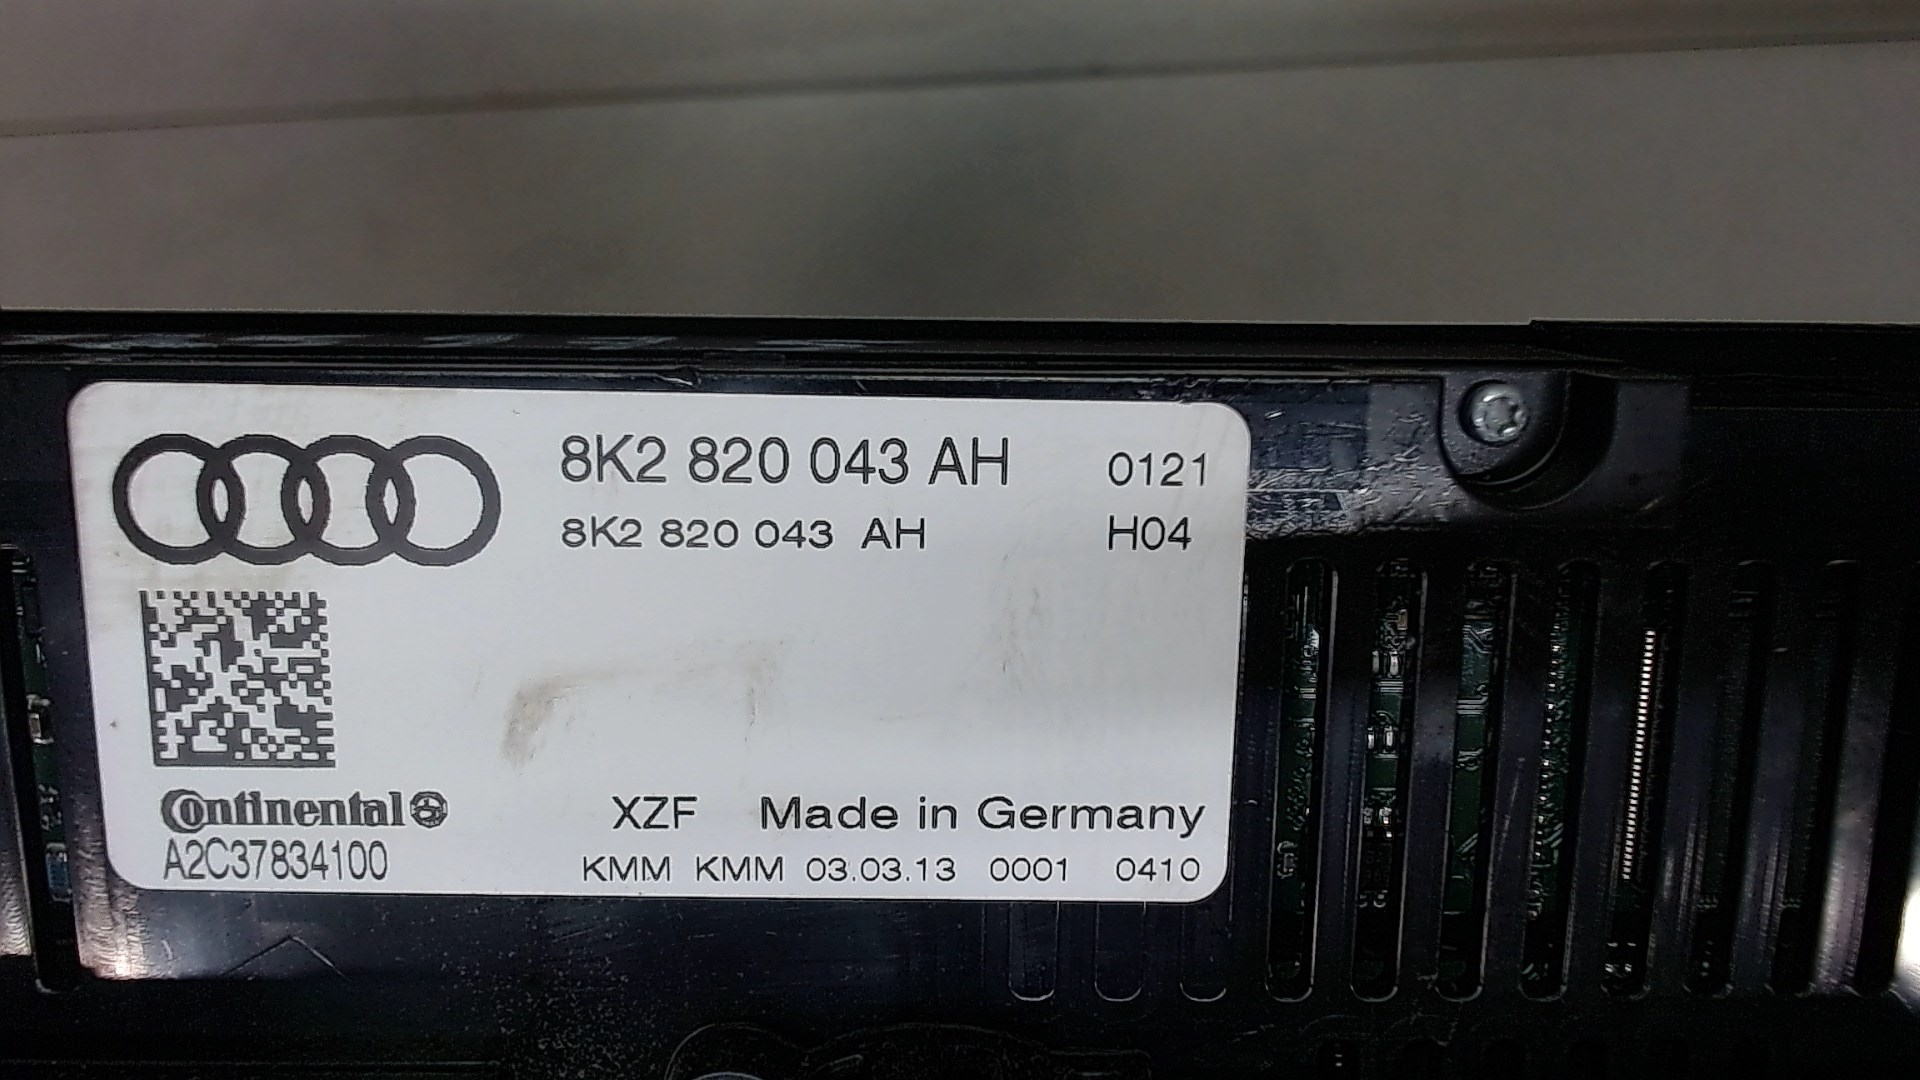 8K2 820 043 AH 0121
8K2 820 043 AH H04
Continental
A2C37834100
XZF Made in Germany
KMM KMM 03.03.13 0001 0410